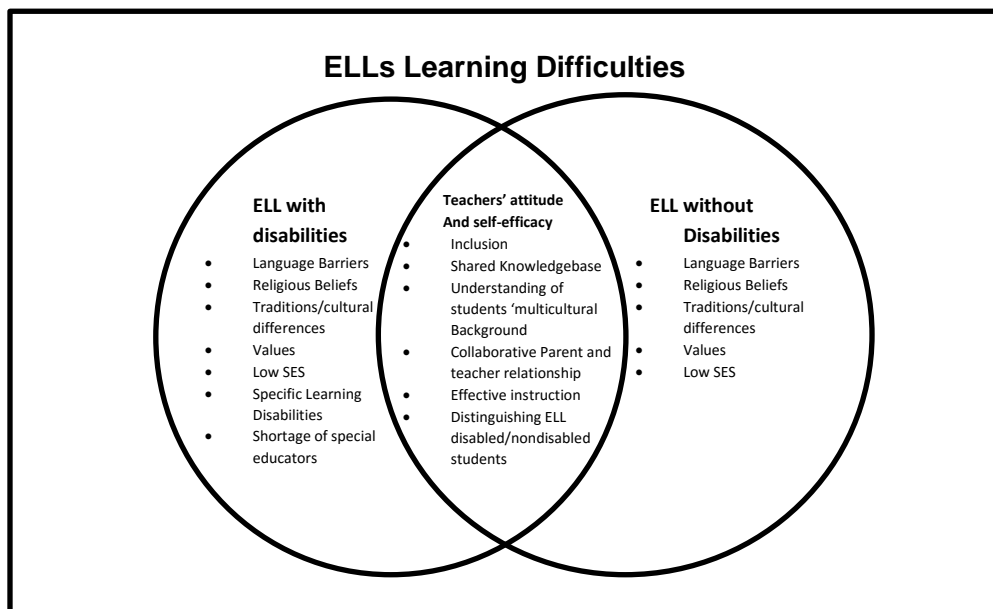 ELLs Learning Difficulties
ELL with
disabilities
• Language Barriers
• Religious Beliefs
• Traditions/cultural
differences
• Values
• Low SES
• Specific Learning
Disabilities
• Shortage of special
educators
Teachers’ attitude
And self-efficacy
• Inclusion
• Shared Knowledgebase
• Understanding of
students ‘multicultural
Background
• Collaborative Parent and
teacher relationship
• Effective instruction
• Distinguishing ELL
disabled/nondisabled
students
ELL without
Disabilities
• Language Barriers
• Religious Beliefs
• Traditions/cultural
differences
• Values
• Low SES